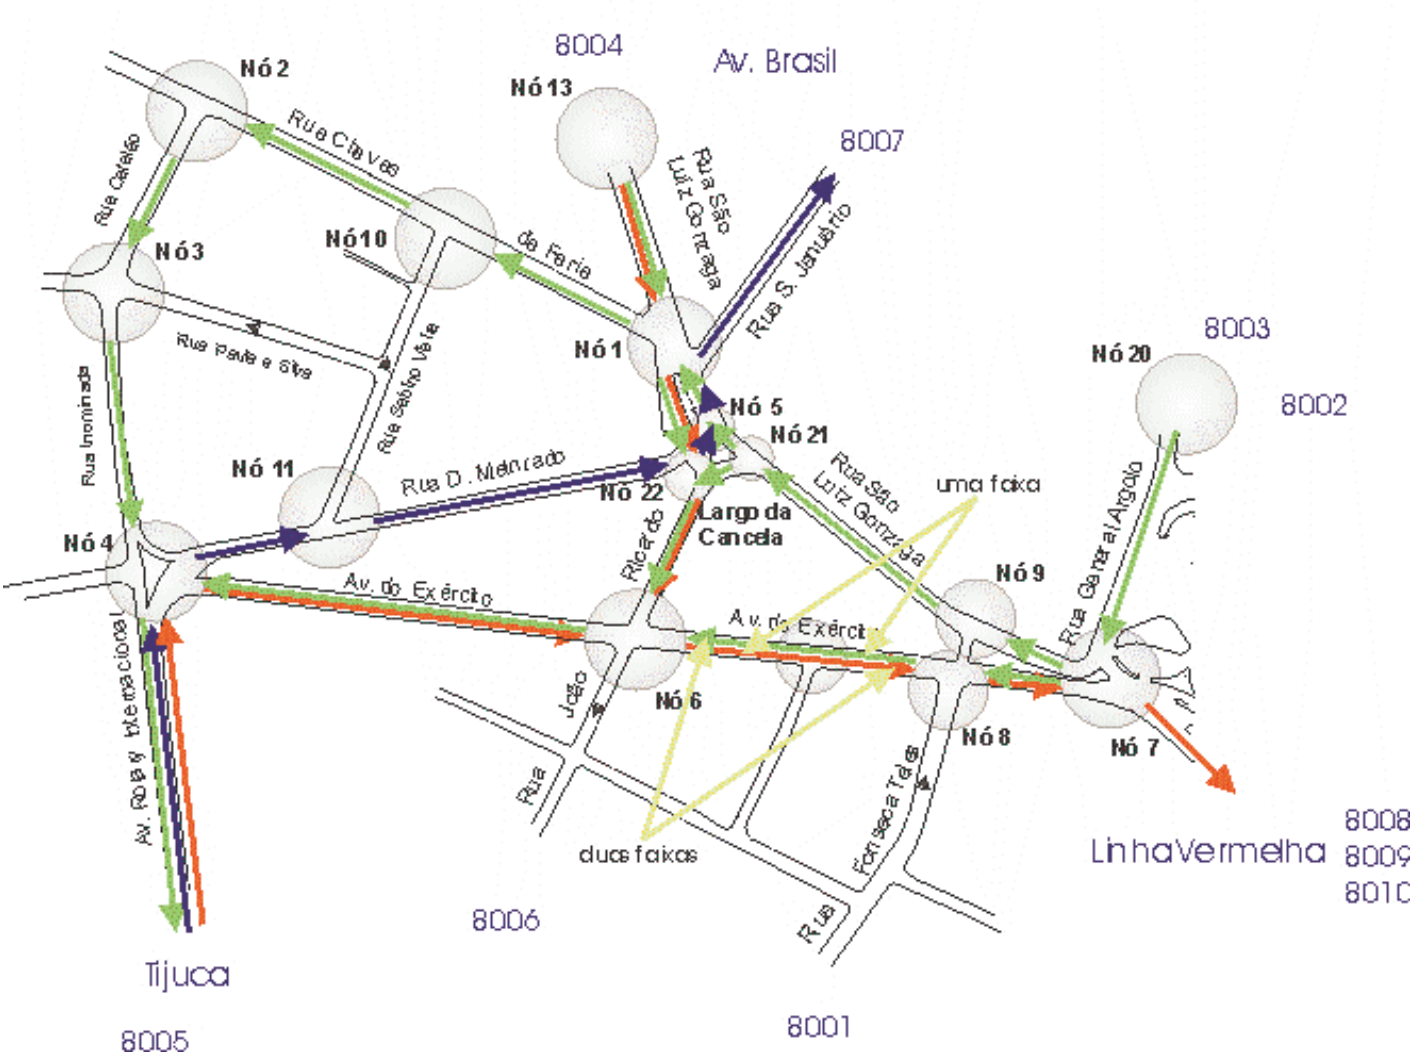 8004
Av. Brasil
Nó 2
Nó 13
8007
Rua Chaves
Rua São
Luiz Gonzaga
Rua Catalão
de Faria
Rua S. Januário
Nó 10
Nó 3
8003
Nó 1
Nó 20
Rua Paula e Silva
Rua Sabino Vieira
8002
Rua Inominada
Nó 5
Nó 21
Nó 11
Rua D. Meinrado
Nó 22
Rua São
Luiz Gonzaga
uma faixa
Rua General Argolo
Largo da
Cancela
Nó 4
Ricardo
Av. do Exército
Nó 9
Av. do Exército
João
Nó 6
Nó 8
Nó 7
Rua
Fonseca Teles
duas faixas
Linha Vermelha
8008
8009
8010
Rua
8006
Tijuca
8005
8001